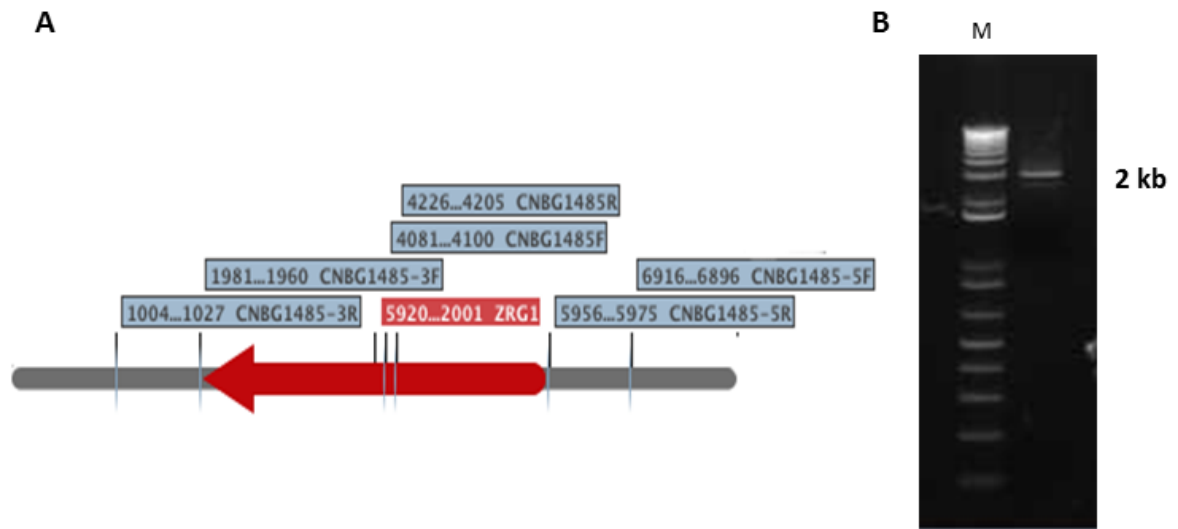 A
B
M
4226…4205 CNBG1485R
4081…4100 CNBG1485F
2 kb
1981…1960 CNBG1485-3F
6916…6896 CNBG1485-5F
1004…1027 CNBG1485-3R
5920…2001 ZRG1
5956…5975 CNBG1485-5R